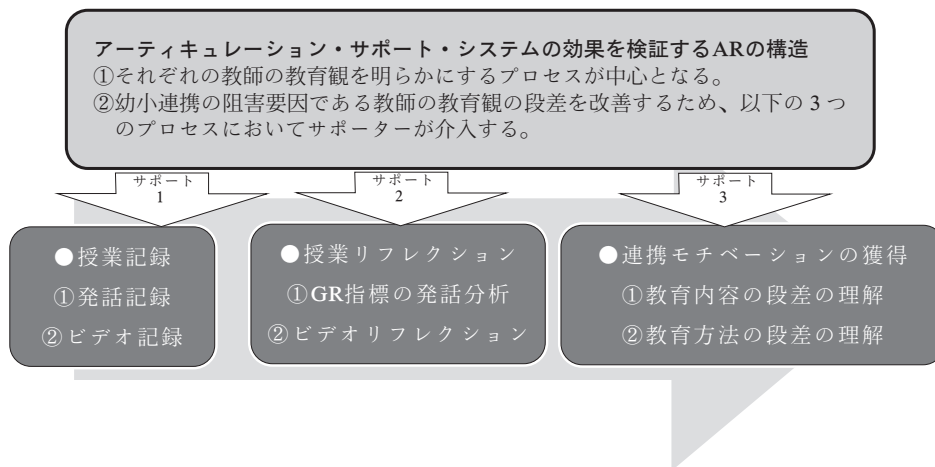 アーティキュレーション・サポート・システムの効果を検証するARの構造
①それぞれの教師の教育観を明らかにするプロセスが中心となる。
②幼小連携の阻害要因である教師の教育観の段差を改善するため、以下の3つ
のプロセスにおいてサポーターが介入する。
サポート
1
サポート
2
サポート
3
●授業記録
①発話記録
②ビデオ記録
●授業リフレクション
①GR指標の発話分析
②ビデオリフレクション
●連携モチベーションの獲得
①教育内容の段差の理解
②教育方法の段差の理解